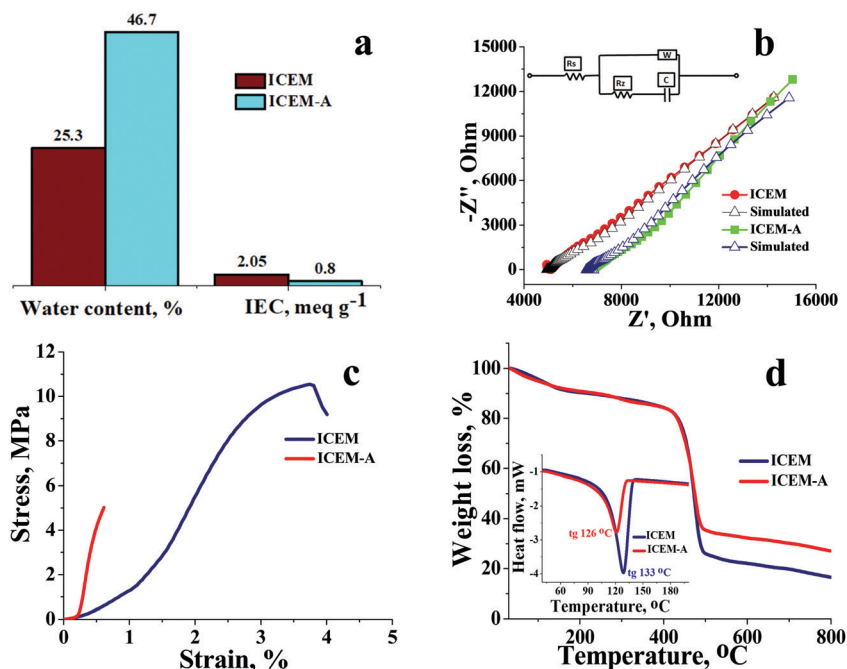 a
46.7
ICEM
ICEM-A
25.3
2.05
0.8
Water content, %
IEC, meq g-1
b
15000
12000
9000
6000
3000
0
-Z'', Ohm
Rs
W
Rz
C
ICEM
Simulated
ICEM-A
Simulated
4000
8000
12000
16000
Z', Ohm
c
12
10
8
6
4
2
0
Stress, MPa
ICEM
ICEM-A
0
1
2
3
4
5
Strain, %
d
100
80
60
40
20
0
Weight loss, %
ICEM
ICEM-A
-1
-2
-3
-4
Heat flow, mW
tg 126 °C
ICEM
ICEM-A
tg 133 °C
60
90
120
150
180
Temperature, °C
200
400
600
800
Temperature, °C